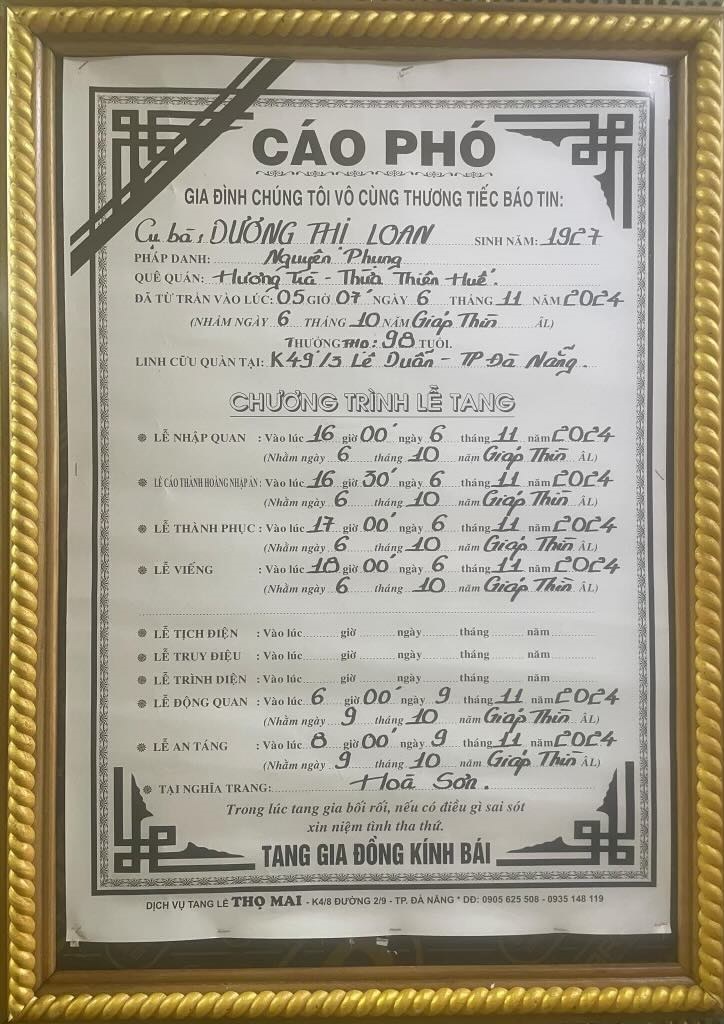 CÁO PHÓ
GIA ĐÌNH CHÚNG TÔI VÔ CÙNG THƯƠNG TIẾC BÁO TIN:
Cụ bà: DƯƠNG THỊ LOAN SINH NĂM: 1927
PHÁP DANH: Nguyên Phụng
QUÊ QUÁN: Hương Trà - Thừa Thiên Huế.
ĐÃ TỪ TRẦN VÀO LÚC: 05 GIỜ 07' NGÀY 6 THÁNG 11 NĂM 2024
(NHẰM NGÀY 6 THÁNG 10 NĂM Giáp Thìn ÂL)
THƯỞNG THỌ: 98 TUỔI.
LINH CỮU QUÀN TẠI: K49/3 Lê Duẩn - TP Đà Nẵng.
CHƯƠNG TRÌNH LỄ TANG
LỄ NHẬP QUAN : Vào lúc 16 giờ 00' ngày 6 tháng 11 năm 2024
(Nhằm ngày 6 tháng 10 năm Giáp Thìn ÂL)
LỄ CÁO THÀNH HOÀNG NHẬP ÁN : Vào lúc 16 giờ 30' ngày 6 tháng 11 năm 2024
(Nhằm ngày 6 tháng 10 năm Giáp Thìn ÂL)
LỄ THÀNH PHỤC : Vào lúc 17 giờ 00' ngày 6 tháng 11 năm 2024
(Nhằm ngày 6 tháng 10 năm Giáp Thìn ÂL)
LỄ VIẾNG : Vào lúc 18 giờ 00' ngày 6 tháng 11 năm 2024
(Nhằm ngày 6 tháng 10 năm Giáp Thìn ÂL)
LỄ TỊCH ĐIỆN : Vào lúc........ giờ ........ ngày........ tháng ........ năm ........
LỄ TRUY ĐIỆU : Vào lúc........ giờ ........ ngày........ tháng ........ năm ........
LỄ TRÌNH DIỆN : Vào lúc........ giờ ........ ngày........ tháng ........ năm ........
LỄ ĐỘNG QUAN : Vào lúc 6 giờ 00' ngày 9 tháng 11 năm 2024
(Nhằm ngày 9 tháng 10 năm Giáp Thìn ÂL)
LỄ AN TÁNG : Vào lúc 8 giờ 00' ngày 9 tháng 11 năm 2024
(Nhằm ngày 9 tháng 10 năm Giáp Thìn ÂL)
TẠI NGHĨA TRANG: Hoà Sơn.
Trong lúc tang gia bối rối, nếu có điều gì sai sót
xin niệm tình tha thứ.
TANG GIA ĐỒNG KÍNH BÁI
DỊCH VỤ TANG LỄ THỌ MAI - K4/8 ĐƯỜNG 2/9 - TP. ĐÀ NẴNG * DĐ: 0905 625 508 - 0935 148 119